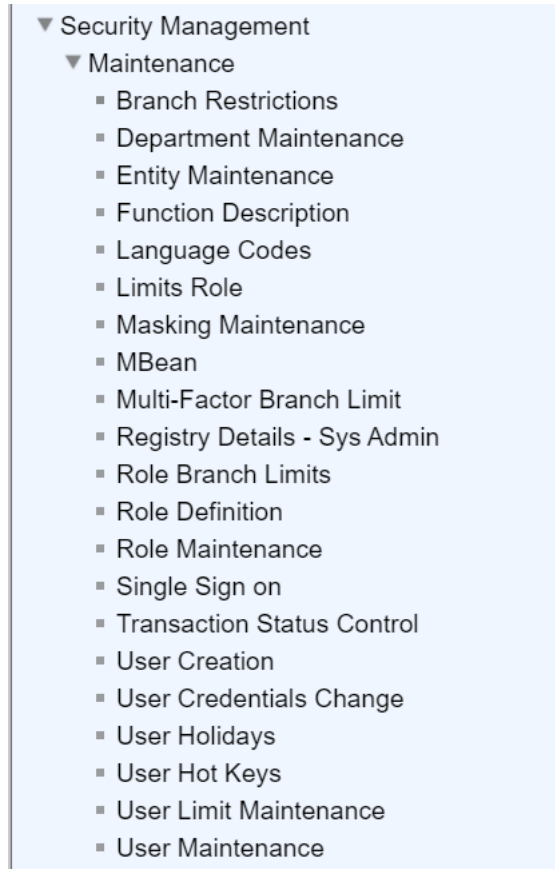 Security Management
Maintenance
Branch Restrictions
Department Maintenance
Entity Maintenance
Function Description
Language Codes
Limits Role
Masking Maintenance
MBean
Multi-Factor Branch Limit
Registry Details - Sys Admin
Role Branch Limits
Role Definition
Role Maintenance
Single Sign on
Transaction Status Control
User Creation
User Credentials Change
User Holidays
User Hot Keys
User Limit Maintenance
User Maintenance